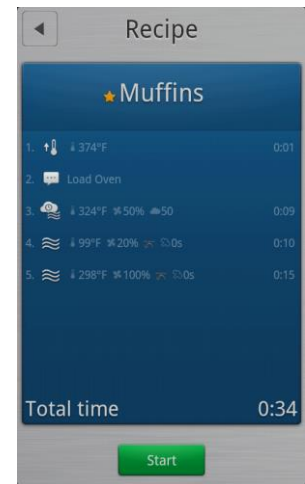 Recipe
Muffins
1. 374°F 0:01
2. Load Oven
3. 324°F 50% 50 0:09
4. 99°F 20% 0s 0:10
5. 298°F 100% 0s 0:15
Total time 0:34
Start